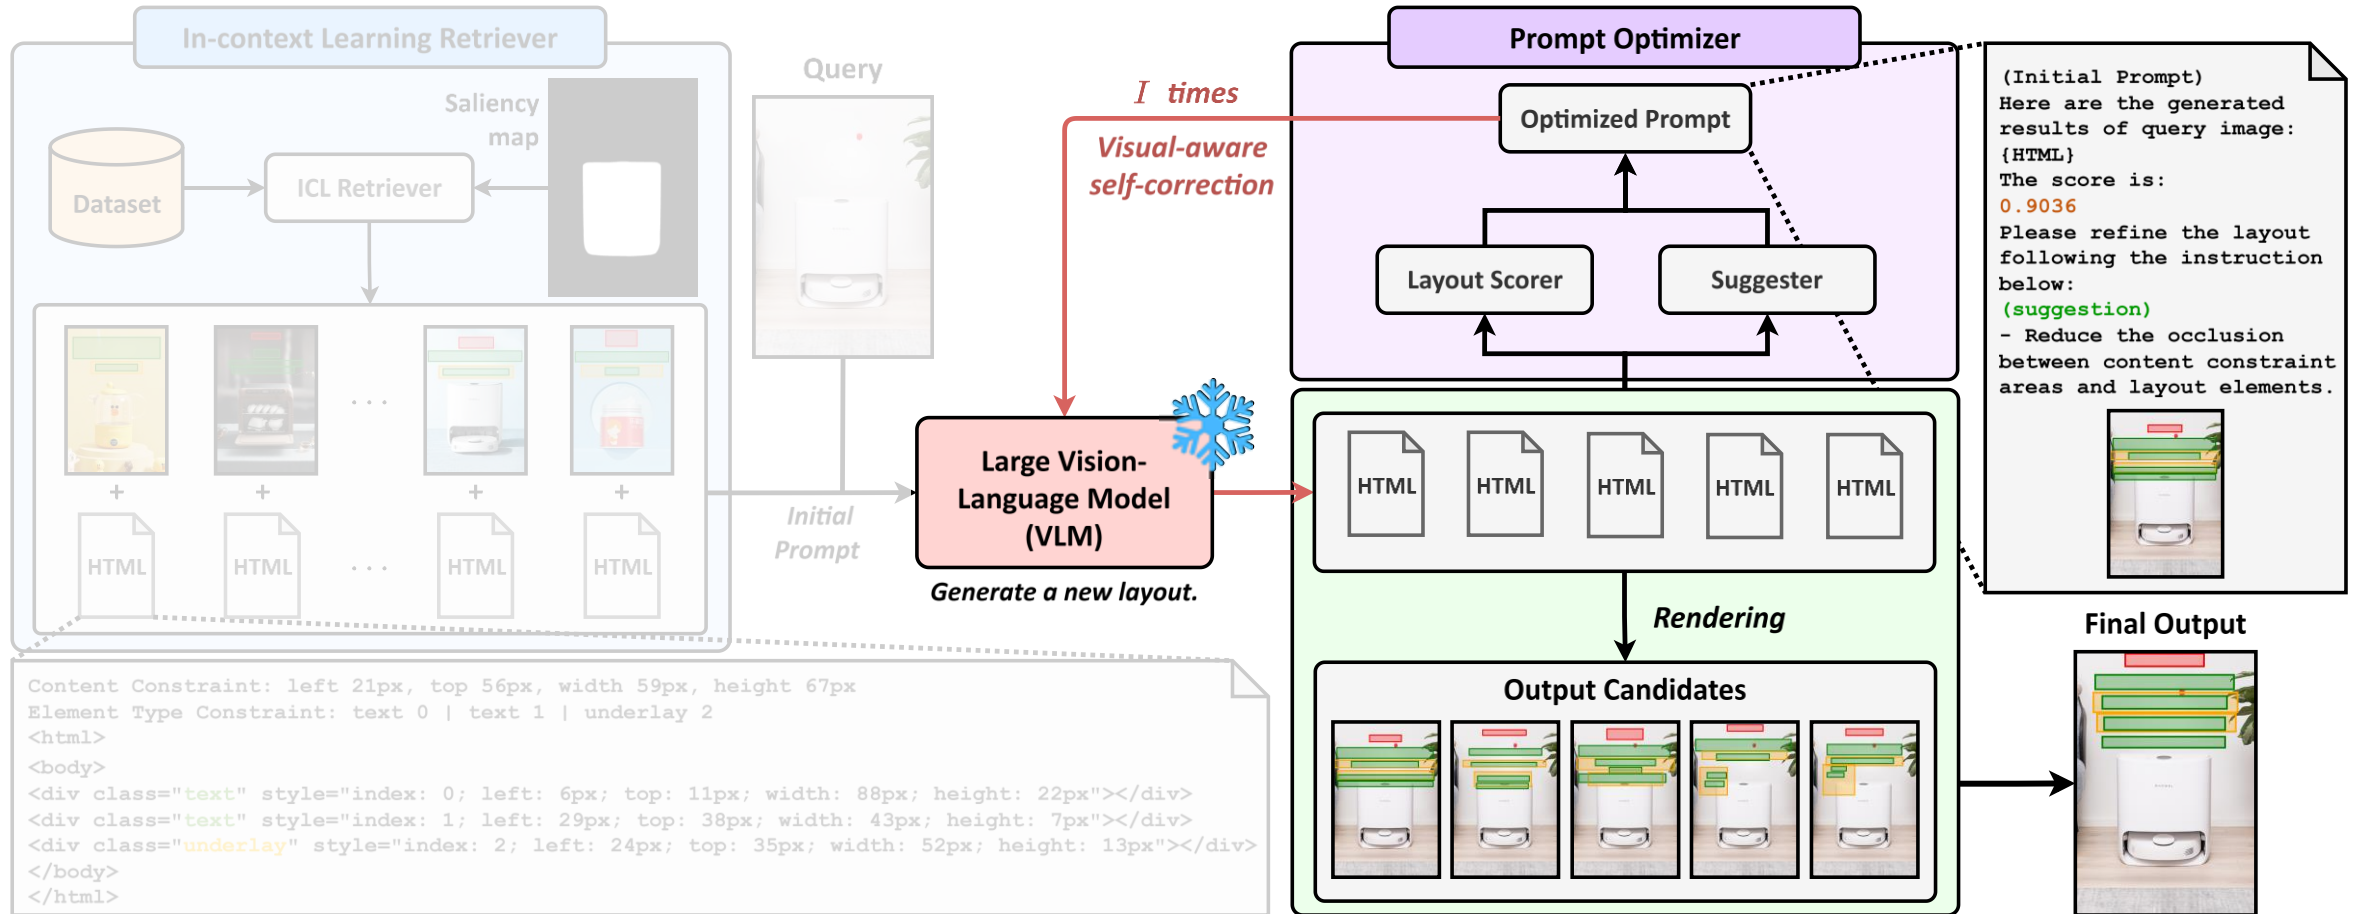 In-context Learning Retriever
Saliency
map
Dataset
ICL Retriever
Query
+
+
+
+
. . .
HTML
HTML
. . .
HTML
HTML
Initial
Prompt
Content Constraint: left 21px, top 56px, width 59px, height 67px
Element Type Constraint: text 0 | text 1 | underlay 2
<html>
<body>
<div class="text" style="index: 0; left: 6px; top: 11px; width: 88px; height: 22px"></div>
<div class="text" style="index: 1; left: 29px; top: 38px; width: 43px; height: 7px"></div>
<div class="underlay" style="index: 2; left: 24px; top: 35px; width: 52px; height: 13px"></div>
</body>
</html>
I times
Visual-aware
self-correction
Large Vision-
Language Model
(VLM)
Generate a new layout.
Prompt Optimizer
Optimized Prompt
Layout Scorer
Suggester
HTML
HTML
HTML
HTML
HTML
Rendering
Output Candidates
(Initial Prompt)
Here are the generated
results of query image:
{HTML}
The score is:
0.9036
Please refine the layout
following the instruction
below:
(suggestion)
- Reduce the occlusion
between content constraint
areas and layout elements.
Final Output